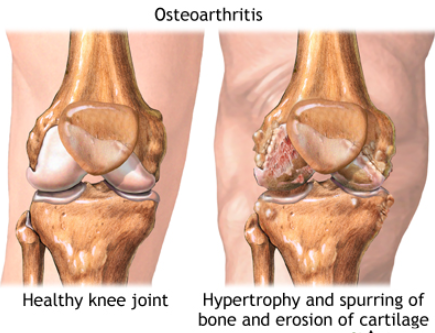 Osteoarthritis
Healthy knee joint
Hypertrophy and spurring of
bone and erosion of cartilage